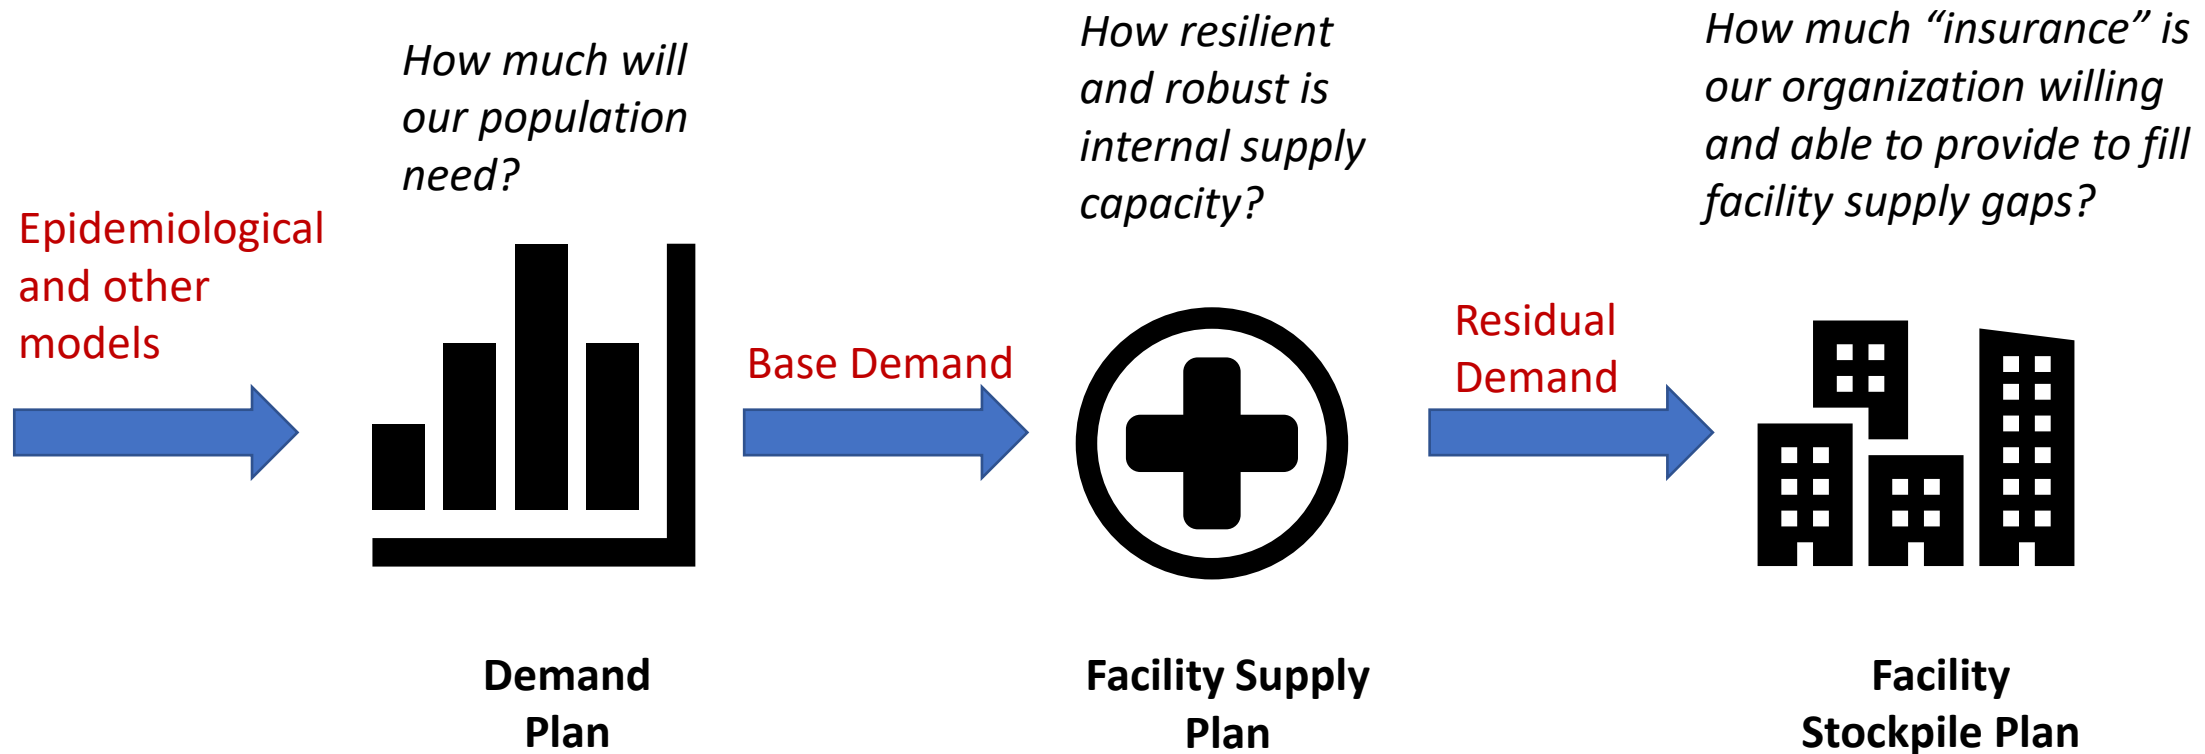 How much will
our population
need?
How resilient
and robust is
internal supply
capacity?
How much “insurance” is
our organization willing
and able to provide to fill
facility supply gaps?
Epidemiological
and other
models
Base Demand
Residual
Demand
Demand
Plan
Facility Supply
Plan
Facility
Stockpile Plan